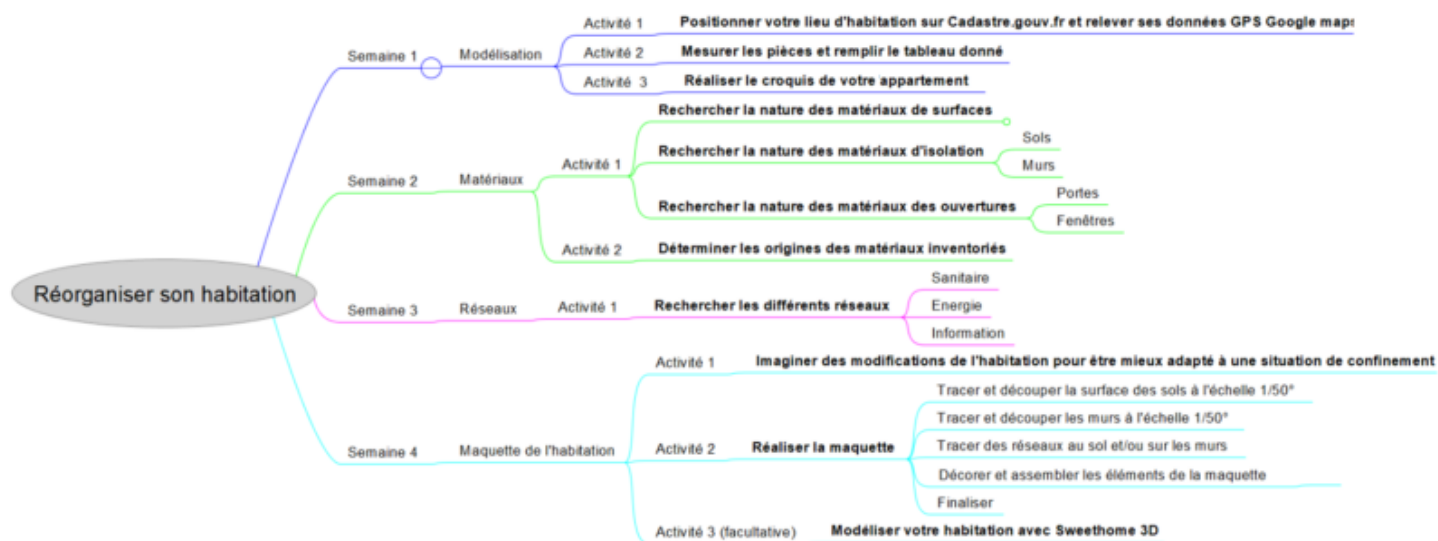 Réorganiser son habitation
Semaine 1
Modélisation
Activité 1
Positionner votre lieu d'habitation sur Cadastre.gouv.fr et relever ses données GPS Google maps
Activité 2
Mesurer les pièces et remplir le tableau donné
Activité 3
Réaliser le croquis de votre appartement
Semaine 2
Matériaux
Activité 1
Rechercher la nature des matériaux de surfaces
Rechercher la nature des matériaux d'isolation
Sols
Murs
Rechercher la nature des matériaux des ouvertures
Portes
Fenêtres
Activité 2
Déterminer les origines des matériaux inventoriés
Semaine 3
Réseaux
Activité 1
Rechercher les différents réseaux
Sanitaire
Energie
Information
Semaine 4
Maquette de l'habitation
Activité 1
Imaginer des modifications de l'habitation pour être mieux adapté à une situation de confinement
Activité 2
Réaliser la maquette
Tracer et découper la surface des sols à l'échelle 1/50°
Tracer et découper les murs à l'échelle 1/50°
Tracer des réseaux au sol et/ou sur les murs
Décorer et assembler les éléments de la maquette
Finaliser
Activité 3 (facultative)
Modéliser votre habitation avec Sweethome 3D